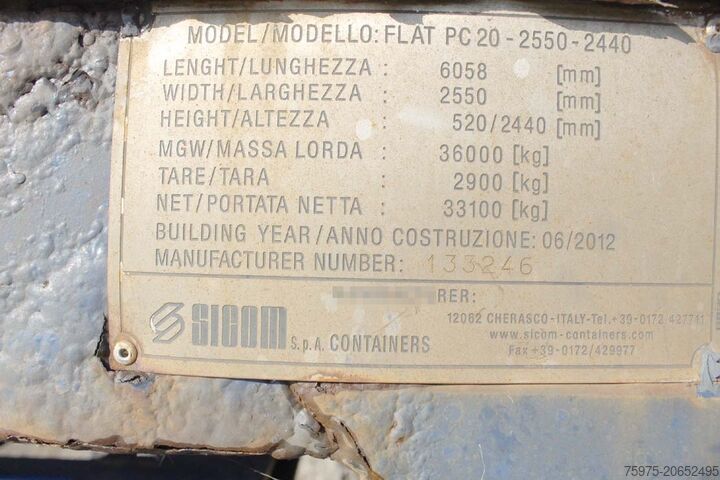 MODEL/MODELLO: FLAT PC 20 - 2550 - 2440
LENGHT/LUNGHEZZA : 6058 [mm]
WIDTH/LARGHEZZA : 2550 [mm]
HEIGHT/ALTEZZA : 520/2440 [mm]
MGW/MASSA LORDA : 36000 [kg]
TARE/TARA : 2900 [kg]
NET/PORTATA NETTA : 33100 [kg]
BUILDING YEAR/ANNO COSTRUZIONE: 06/2012
MANUFACTURER NUMBER: 133246
RER:
12062 CHERASCO-ITALY-Tel.+39-0172 427711
SICOM S.p.A. CONTAINERS
www.sicom-containers.com
Fax +39-0172/429977
75975-20652495